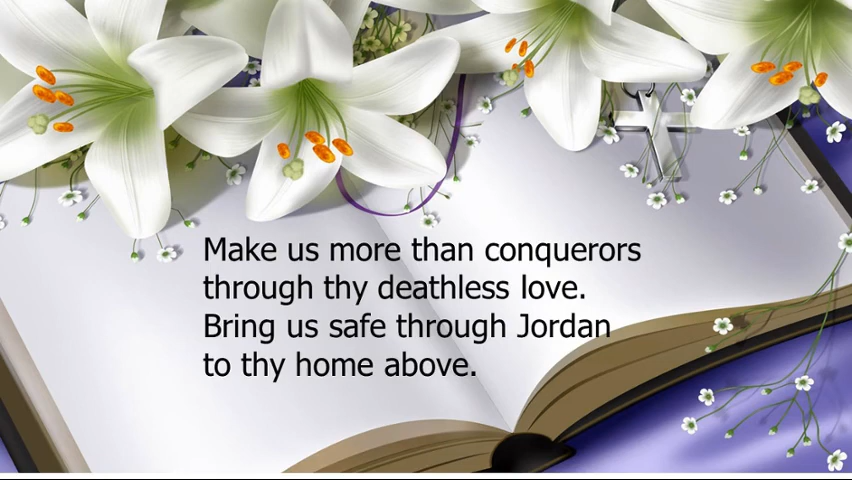 Make us more than conquerors
through thy deathless love.
Bring us safe through Jordan
to thy home above.